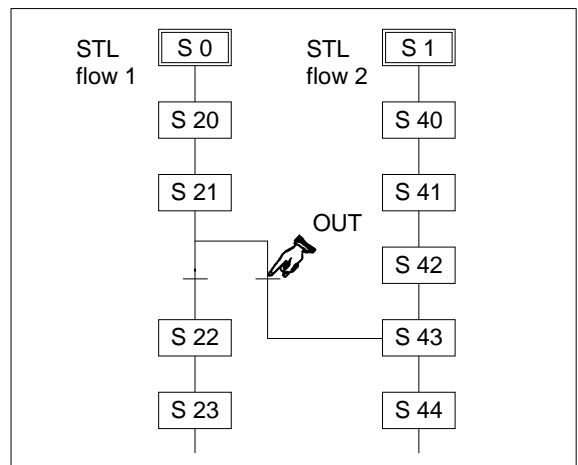 STL
flow 1
S 0
S 20
S 21
S 22
S 23
OUT
STL
flow 2
S 1
S 40
S 41
S 42
S 43
S 44